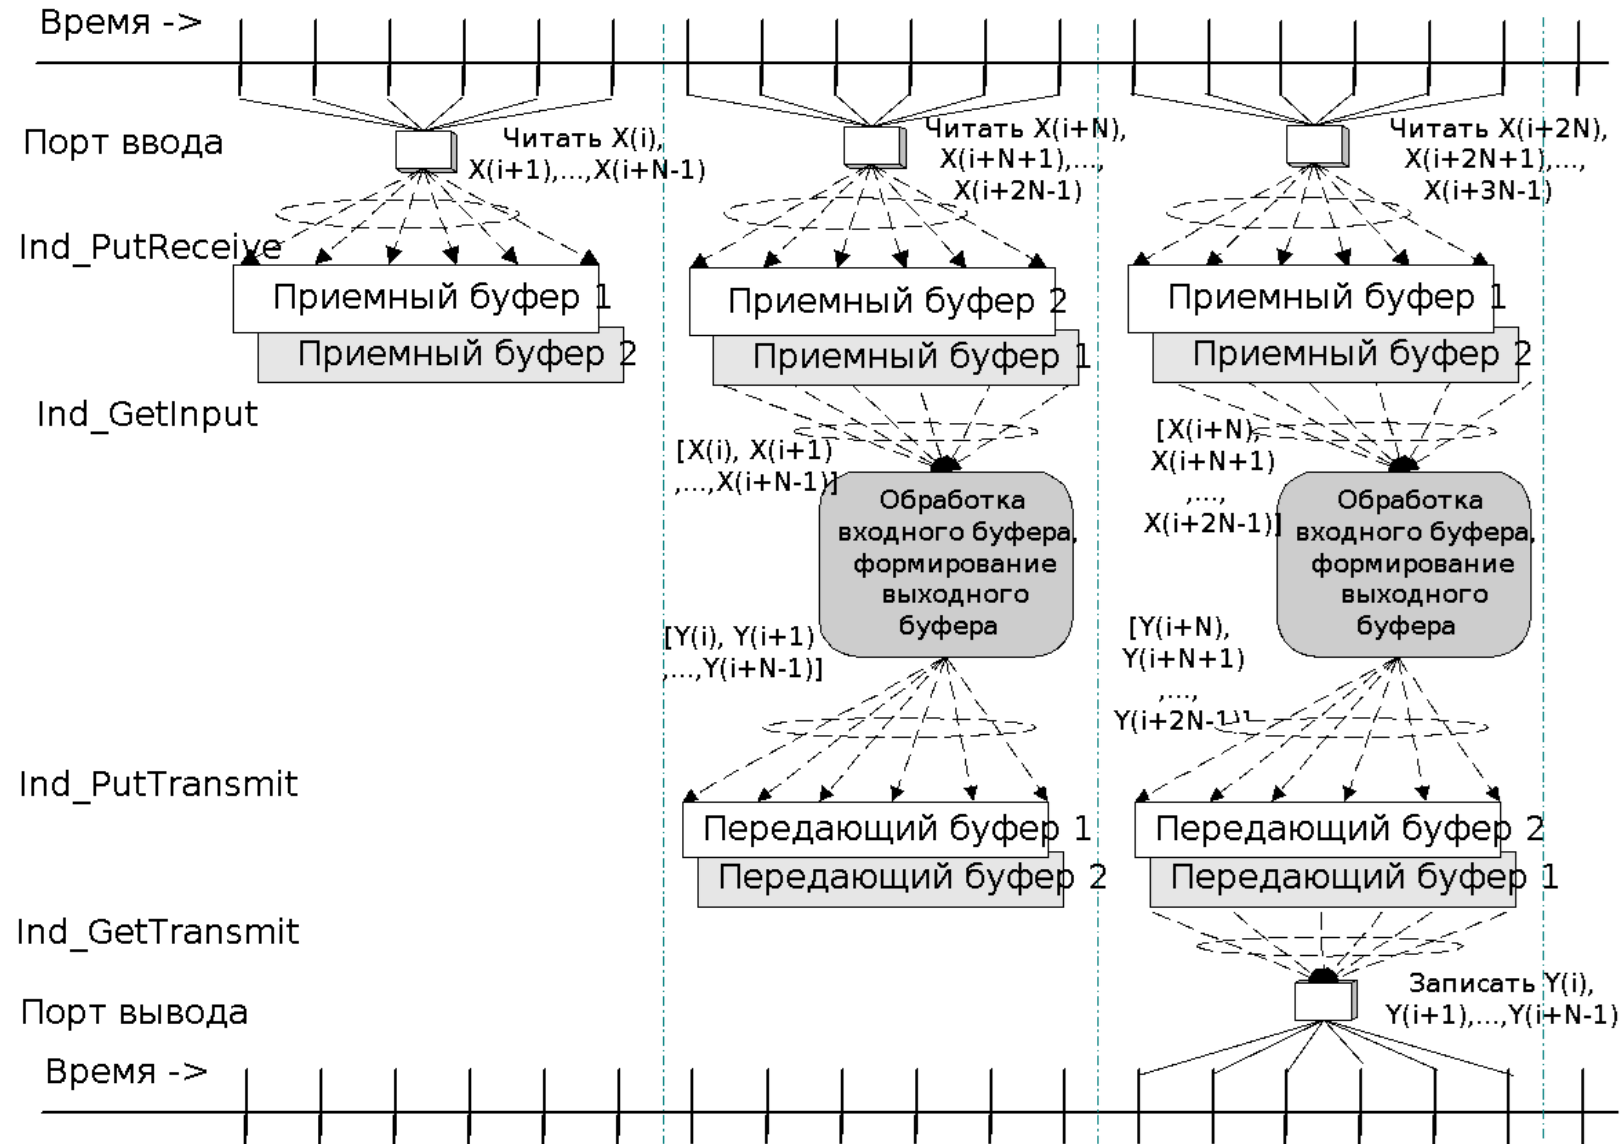 Время ->
Порт ввода
Читать X(i),
X(i+1),...,X(i+N-1)
Читать X(i+N),
X(i+N+1),...,
X(i+2N-1)
Читать X(i+2N),
X(i+2N+1),...,
X(i+3N-1)
Ind_PutReceive
Приемный буфер 1
Приемный буфер 2
Приемный буфер 2
Приемный буфер 1
Приемный буфер 1
Приемный буфер 2
Ind_GetInput
[X(i), X(i+1)
,...,X(i+N-1)]
Обработка
входного буфера,
формирование
выходного
буфера
[X(i+N),
X(i+N+1)
,...,
X(i+2N-1)]
Обработка
входного буфера,
формирование
выходного
буфера
[Y(i), Y(i+1)
,...,Y(i+N-1)]
[Y(i+N),
Y(i+N+1)
,...,
Y(i+2N-1)]
Ind_PutTransmit
Передающий буфер 1
Передающий буфер 2
Передающий буфер 2
Передающий буфер 1
Ind_GetTransmit
Порт вывода
Записать Y(i),
Y(i+1),...,Y(i+N-1)
Время ->